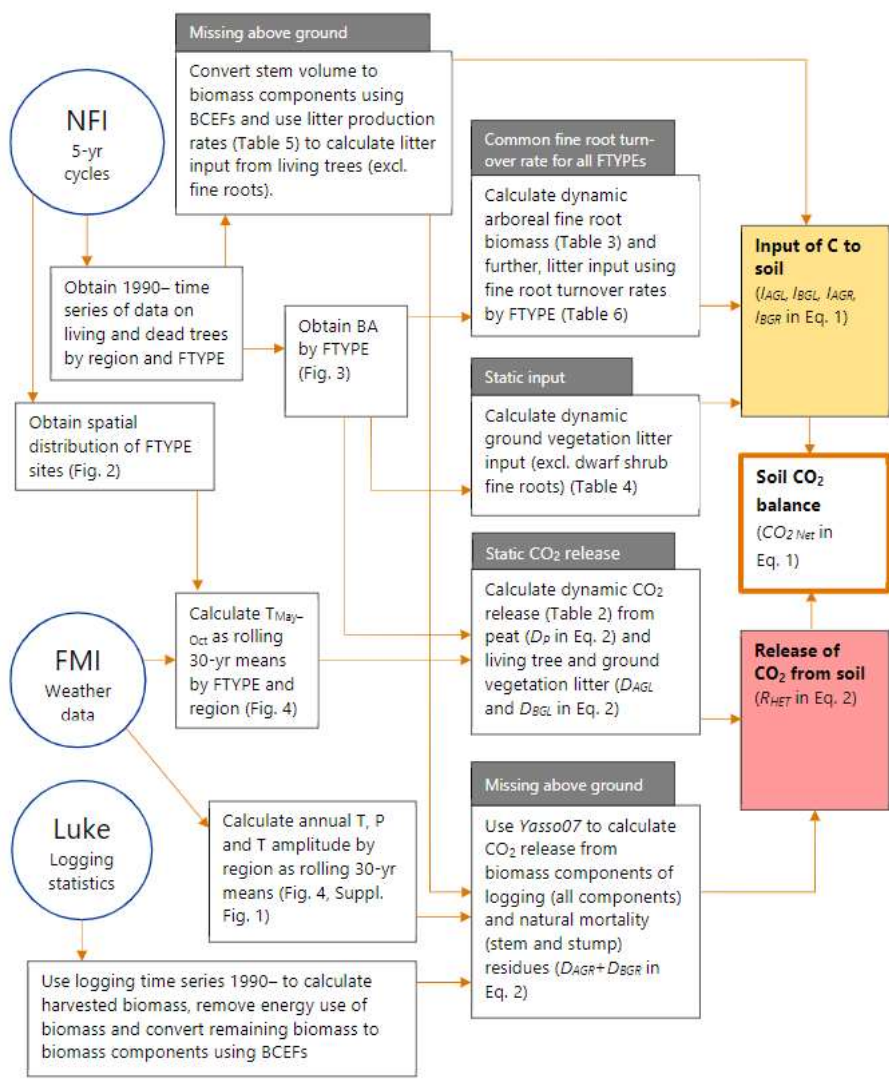 Missing above ground
Convert stem volume to
biomass components using
BCEFs and use litter production
rates (Table 5) to calculate litter
input from living trees (excl.
fine roots).
NFI
5-yr
cycles
Common fine root turn-
over rate for all FTYPEs
Calculate dynamic
arboreal fine root
biomass (Table 3) and
further, litter input using
fine root turnover rates
by FTYPE (Table 6)
Input of C to
soil
(I_AGL, I_BGL, I_AGR,
I_BGR in Eq. 1)
Obtain 1990– time
series of data on
living and dead trees
by region and FTYPE
Obtain BA
by FTYPE
(Fig. 3)
Static input
Calculate dynamic
ground vegetation litter
input (excl. dwarf shrub
fine roots) (Table 4)
Obtain spatial
distribution of FTYPE
sites (Fig. 2)
Soil CO₂
balance
(CO₂ Net in
Eq. 1)
Static CO₂ release
Calculate dynamic CO₂
release (Table 2) from
peat (D_P in Eq. 2) and
living tree and ground
vegetation litter (D_AGL
and D_BGL in Eq. 2)
Calculate T_May–
Oct as rolling
30-yr means
by FTYPE and
region (Fig. 4)
FMI
Weather
data
Release of
CO₂ from soil
(R_HET in Eq. 2)
Missing above ground
Use Yasso07 to calculate
CO₂ release from
biomass components of
logging (all components)
and natural mortality
(stem and stump)
residues (D_AGR+D_BGR in
Eq. 2)
Luke
Logging
statistics
Calculate annual T, P
and T amplitude by
region as rolling 30-yr
means (Fig. 4, Suppl.
Fig. 1)
Use logging time series 1990– to calculate
harvested biomass, remove energy use of
biomass and convert remaining biomass to
biomass components using BCEFs